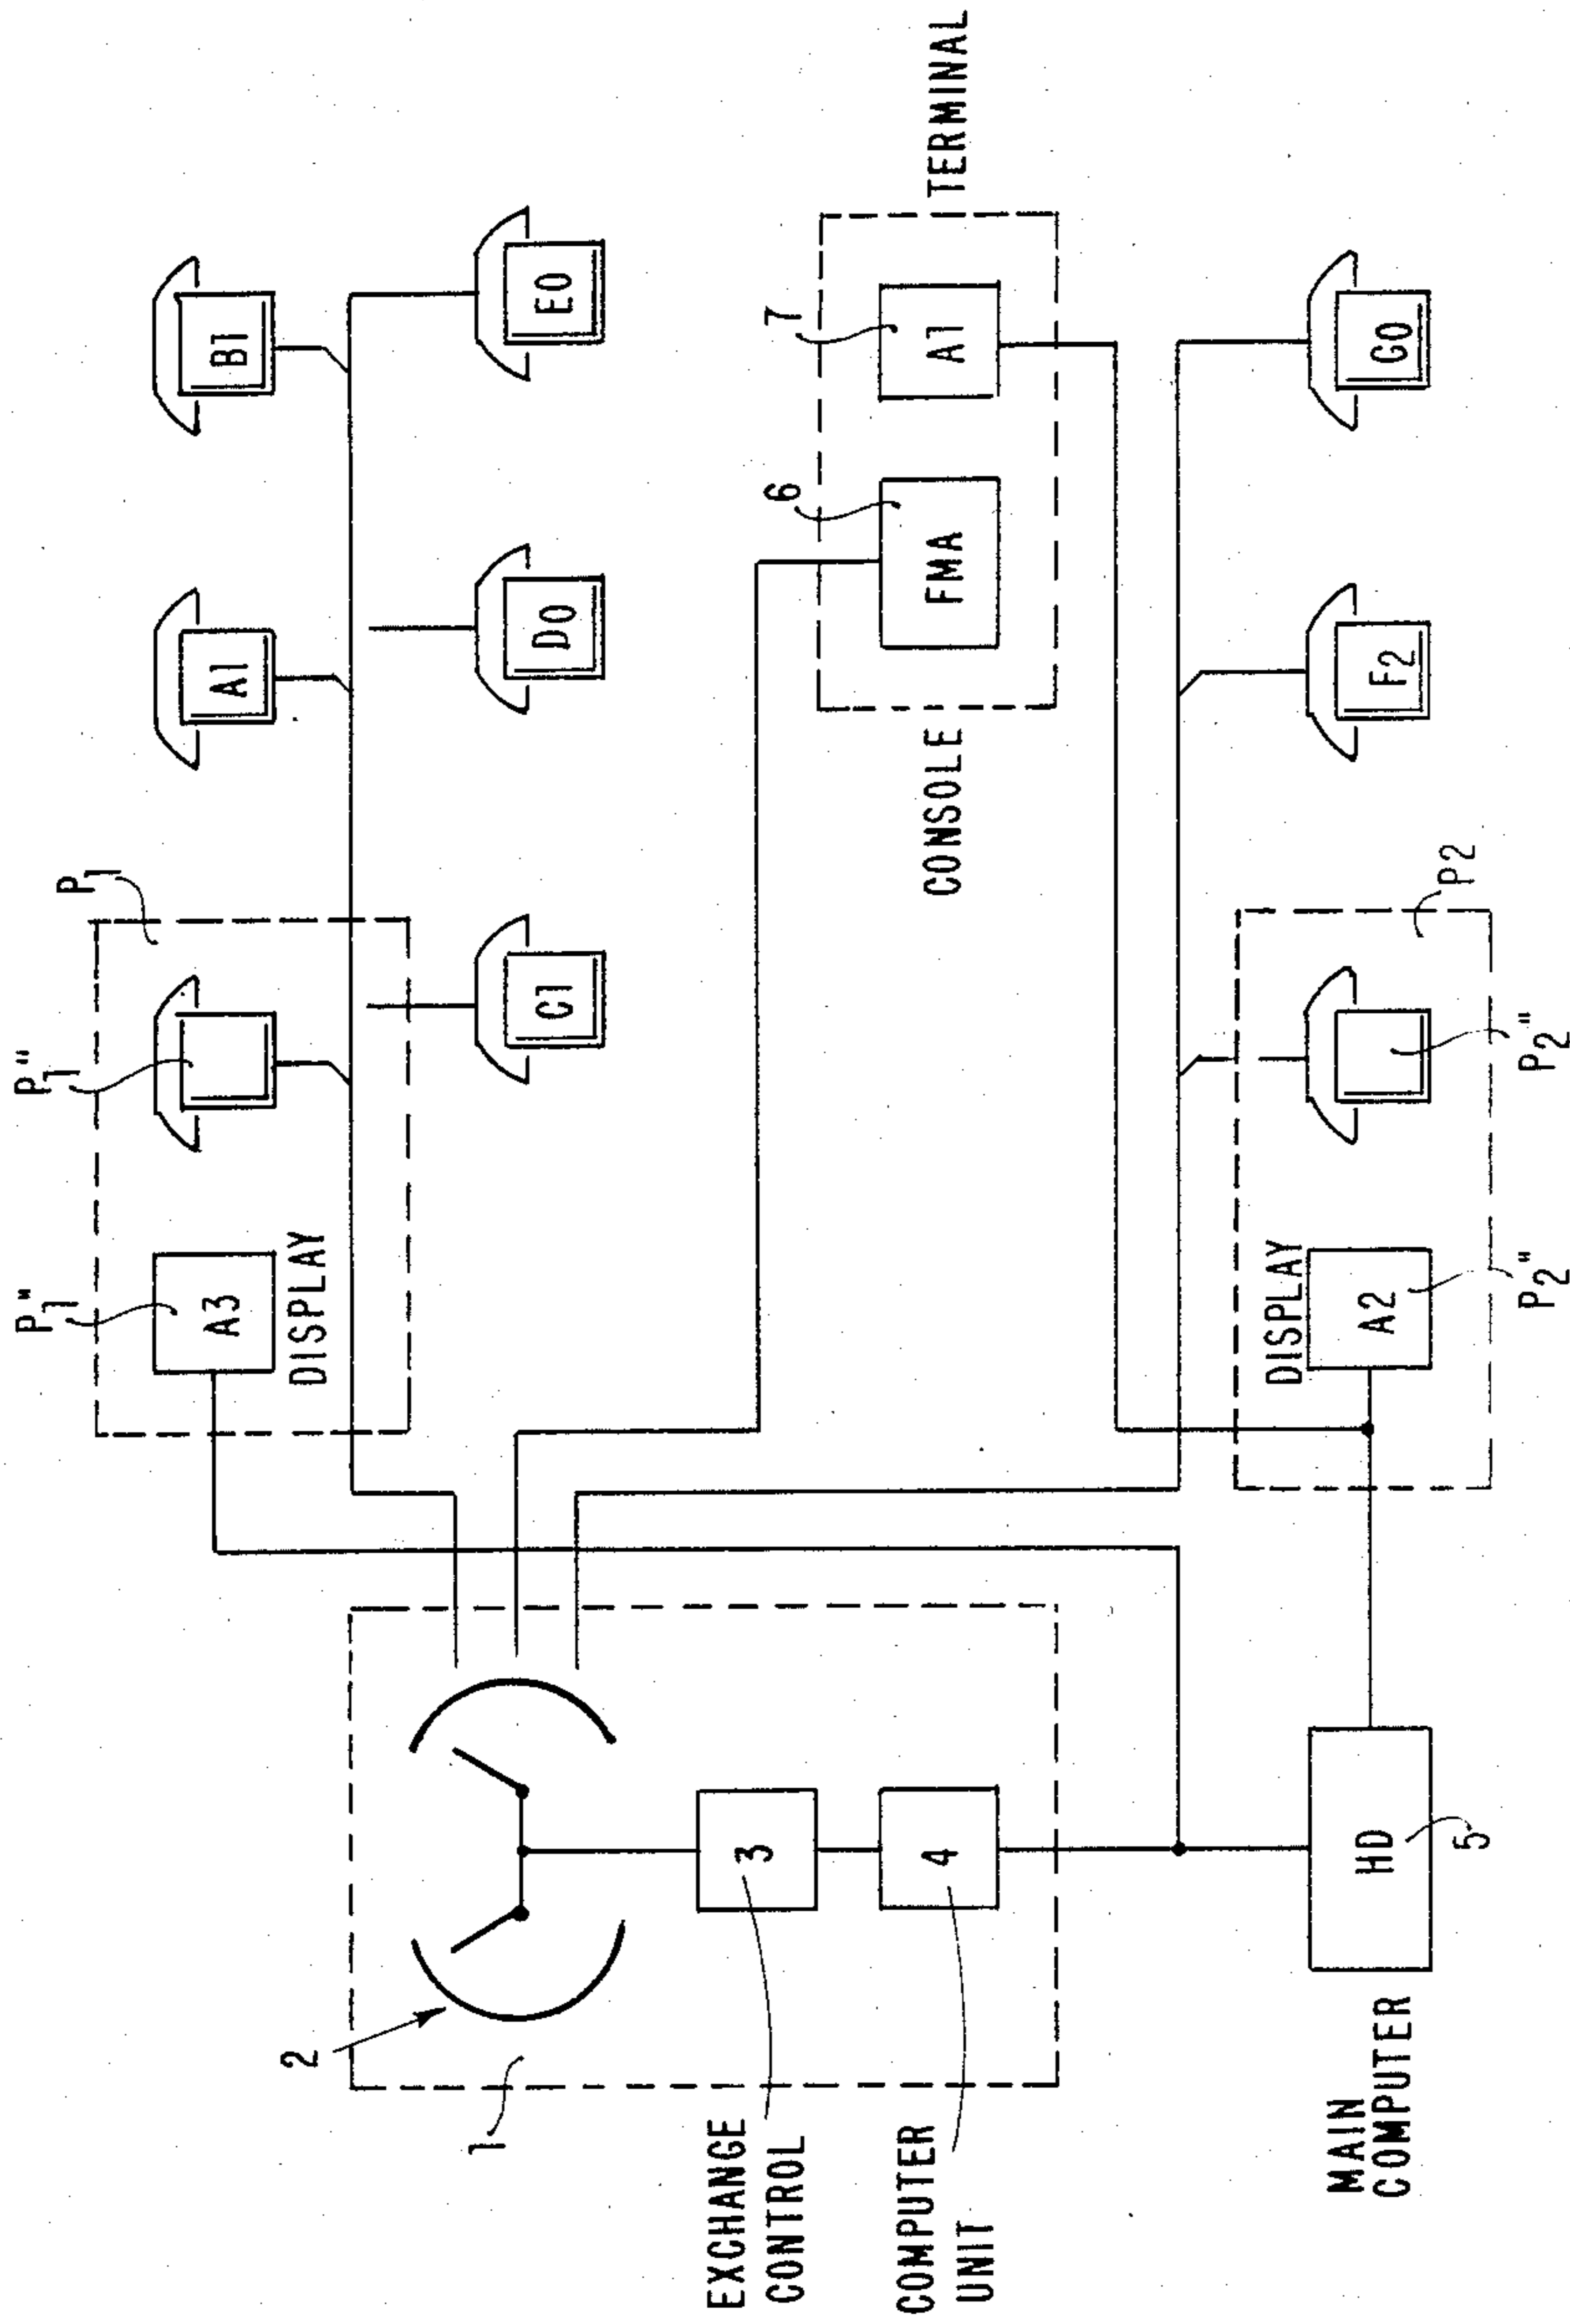 P1
P1"
P1"
A3
DISPLAY
A1
B1
C1
D0
E0
2
1
3
EXCHANGE
CONTROL
4
COMPUTER
UNIT
6
7
FMA
A1
CONSOLE
TERMINAL
HD
5
MAIN
COMPUTER
DISPLAY
A2
P2"
P2"
P2
F2
G0